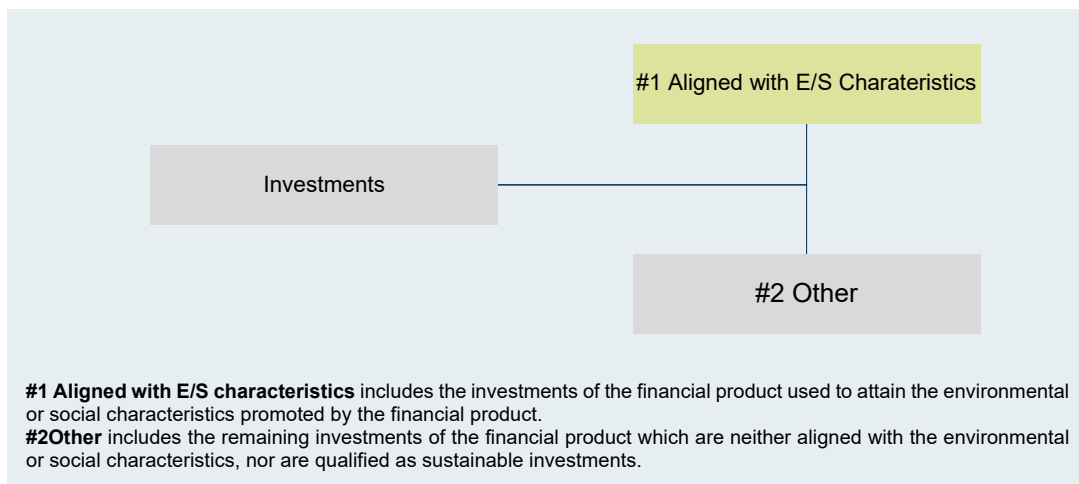 #1 Aligned with E/S Charateristics
Investments
#2 Other
#1 Aligned with E/S characteristics includes the investments of the financial product used to attain the environmental
or social characteristics promoted by the financial product.
#2Other includes the remaining investments of the financial product which are neither aligned with the environmental
or social characteristics, nor are qualified as sustainable investments.